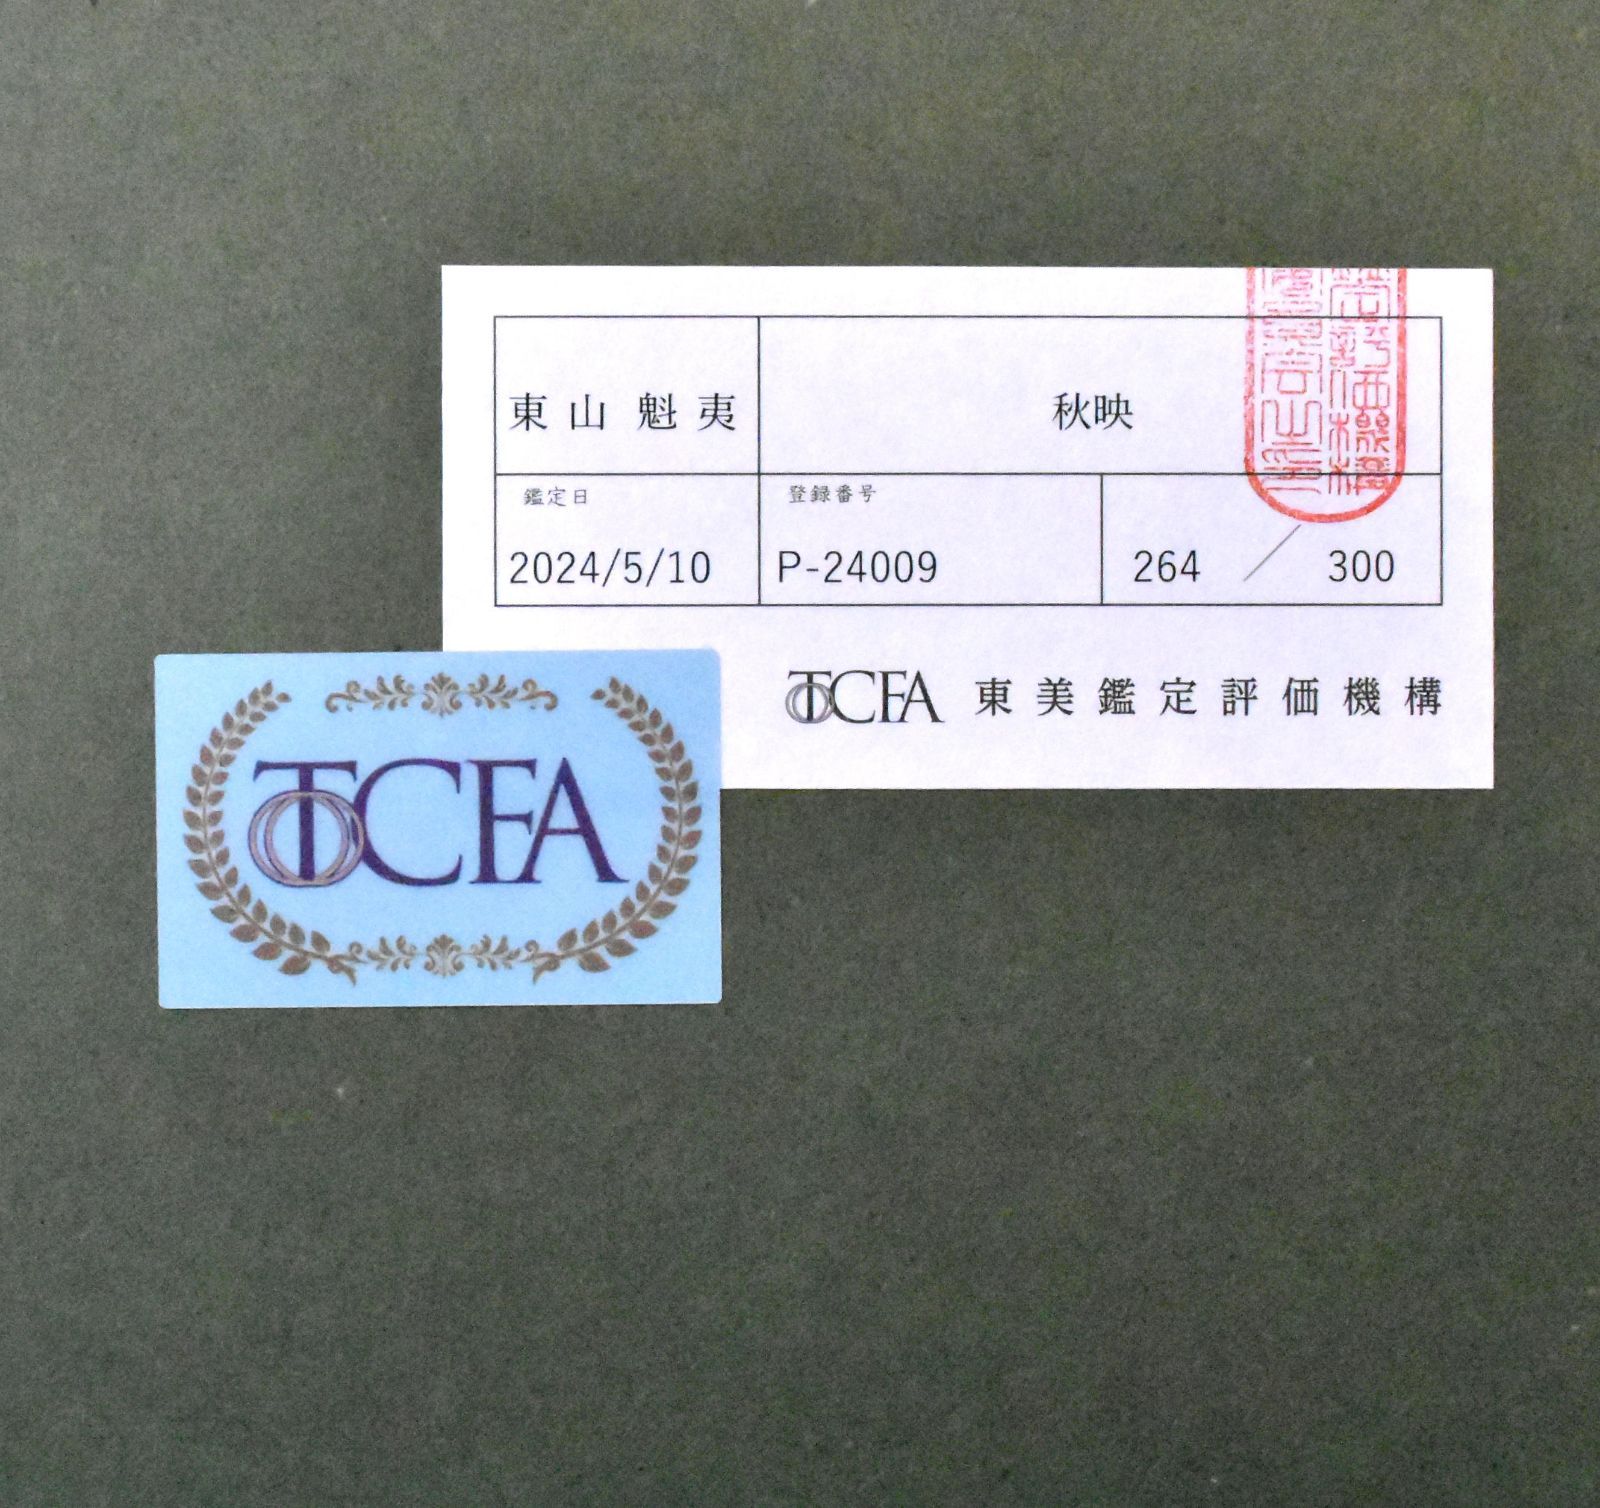 東山 魁夷
秋映
鑑定日
登録番号
2024/5/10
P-24009
264 / 300
TCFA 東美鑑定評価機構
TCFA